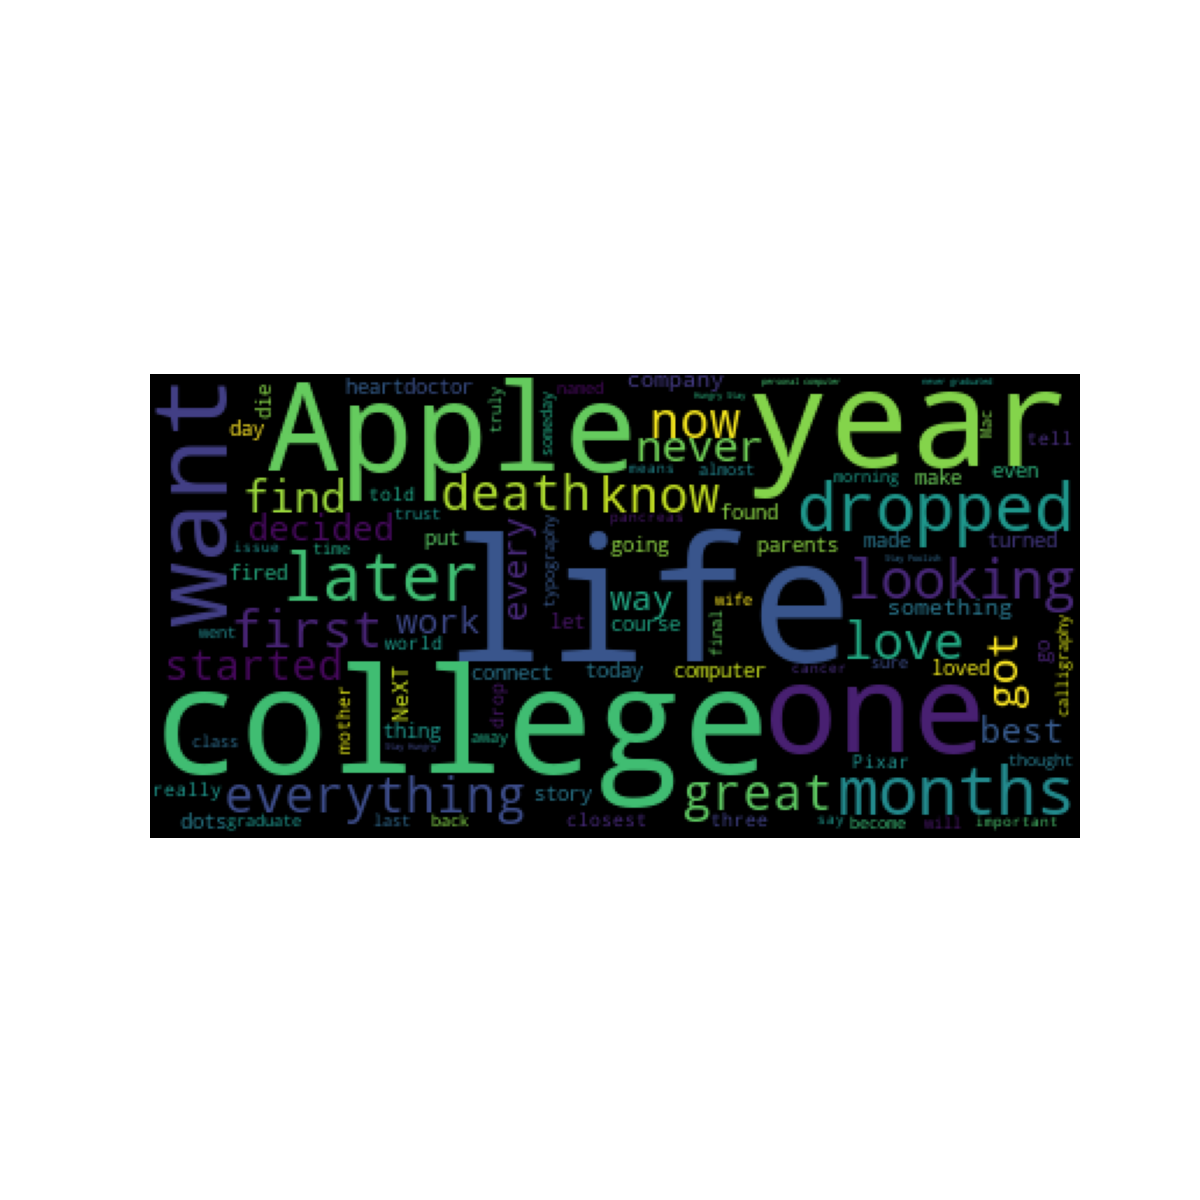 want
die
day
heart
doctor
Apple
truly
someday
named
company
personal computer
Hungry Stay
never graduated
year
Mac
tell
now
never
means
almost
morning
make
even
find
told
death
know
found
dropped
decided
trust
put
every
typography
pancreas
going
parents
made
turned
issue
time
fired
later
life
Stay Foolish
looking
something
way
wife
first
work
let
course
final
went
world
love
got
go
calligraphy
started
connect
today
computer
cancer
sure
loved
college
mother
NeXT
drop
one
best
class
thing
Stay Hungry
away
Pixar
thought
really
everything
story
great
months
dots
graduate
last
back
closest
three
say
become
will
important